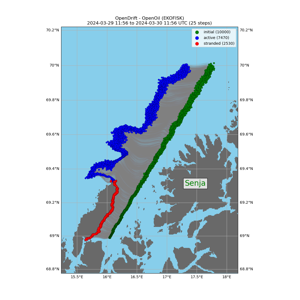 OpenDrift - OpenOil (EKOFISK)
2024-03-29 11:56 to 2024-03-30 11:56 UTC (25 steps)
initial (10000)
active (7470)
stranded (2530)
70.2°N 70.2°N
70°N 70°N
69.8°N 69.8°N
69.6°N 69.6°N
69.4°N 69.4°N
Senja
69.2°N 69.2°N
69°N 69°N
68.8°N 68.8°N
15.5°E 16°E 16.5°E 17°E 17.5°E 18°E